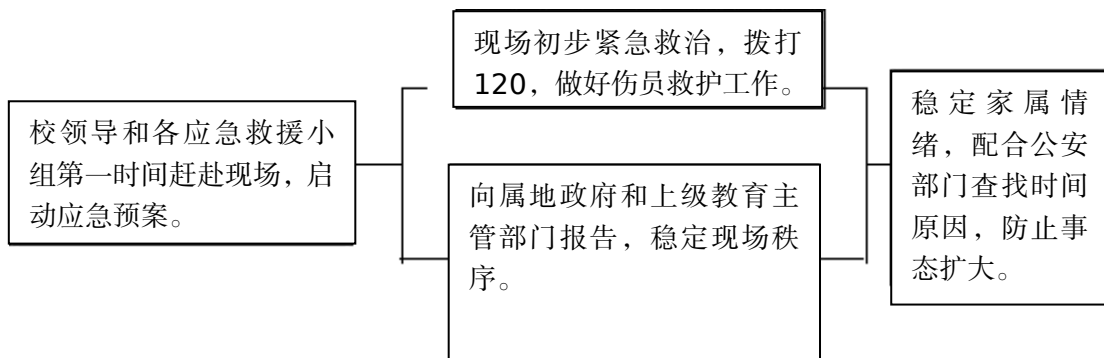 校领导和各应急救援小
组第一时间赶赴现场，启
动应急预案。
现场初步紧急救治，拨打
120，做好伤员救护工作。
向属地政府和上级教育主
管部门报告，稳定现场秩
序。
稳定家属情
绪，配合公安
部门查找时间
原因，防止事
态扩大。